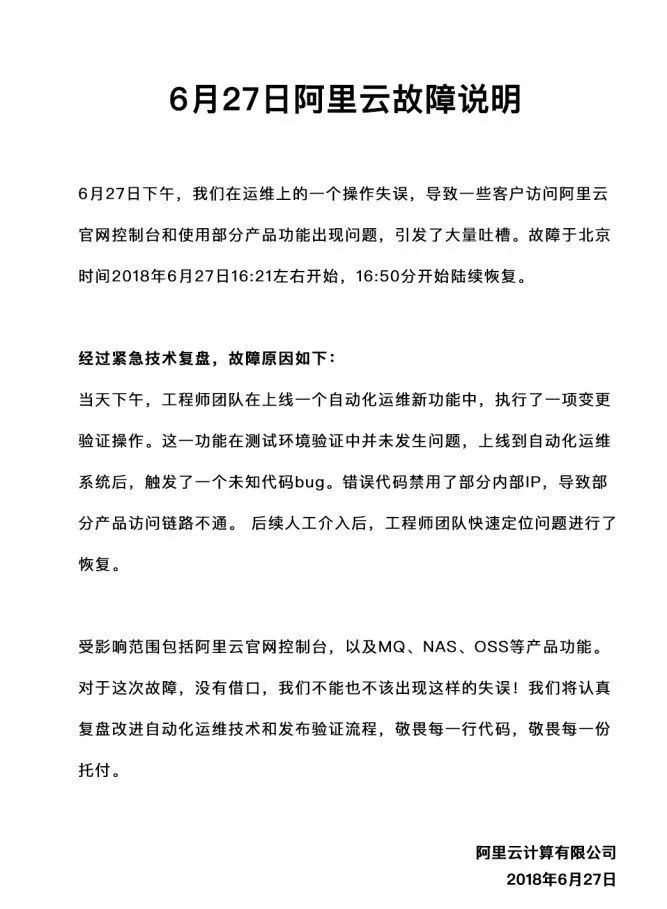 6月27日阿里云故障说明
6月27日下午，我们在运维上的一个操作失误，导致一些客户访问阿里云
官网控制台和使用部分产品功能出现问题，引发了大量吐槽。故障于北京
时间2018年6月27日16:21左右开始，16:50分开始陆续恢复。
经过紧急技术复盘，故障原因如下：
当天下午，工程师团队在上线一个自动化运维新功能中，执行了一项变更
验证操作。这一功能在测试环境验证中并未发生问题，上线到自动化运维
系统后，触发了一个未知代码bug。错误代码禁用了部分内部IP，导致部
分产品访问链路不通。 后续人工介入后，工程师团队快速定位问题进行了
恢复。
受影响范围包括阿里云官网控制台，以及MQ、NAS、OSS等产品功能。
对于这次故障，没有借口，我们不能也不该出现这样的失误！我们将认真
复盘改进自动化运维技术和发布验证流程，敬畏每一行代码，敬畏每一份
托付。
阿里云计算有限公司
2018年6月27日